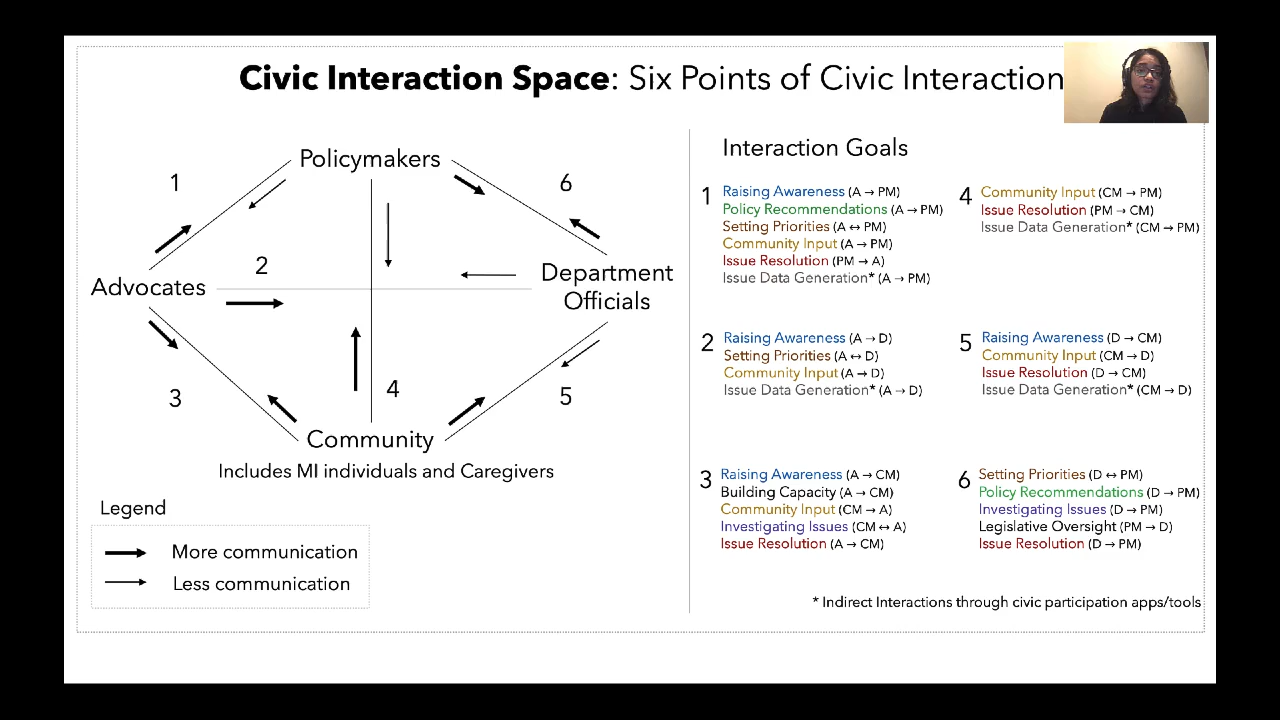 Civic Interaction Space: Six Points of Civic Interaction
Policymakers
1
6
2
Advocates
Department
Officials
3
4
5
Community
Includes MI individuals and Caregivers
Legend
More communication
Less communication
Interaction Goals
1
Raising Awareness (A → PM)
Policy Recommendations (A → PM)
Setting Priorities (A ↔ PM)
Community Input (A → PM)
Issue Resolution (PM → A)
Issue Data Generation* (A → PM)
4
Community Input (CM → PM)
Issue Resolution (PM → CM)
Issue Data Generation* (CM → PM)
2
Raising Awareness (A → D)
Setting Priorities (A ↔ D)
Community Input (A → D)
Issue Data Generation* (A → D)
5
Raising Awareness (D → CM)
Community Input (CM → D)
Issue Resolution (D → CM)
Issue Data Generation* (CM → D)
3
Raising Awareness (A → CM)
Building Capacity (A → CM)
Community Input (CM → A)
Investigating Issues (CM ↔ A)
Issue Resolution (A → CM)
6
Setting Priorities (D ↔ PM)
Policy Recommendations (D → PM)
Investigating Issues (D → PM)
Legislative Oversight (PM → D)
Issue Resolution (D → PM)
* Indirect Interactions through civic participation apps/tools